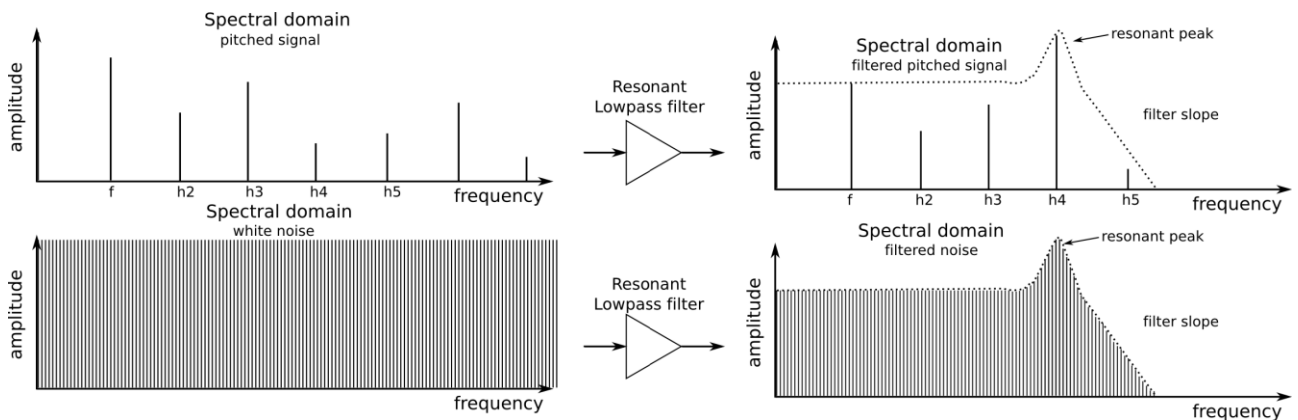 Spectral domain
pitched signal
amplitude
f
h2
h3
h4
h5
frequency
Resonant
Lowpass filter
Spectral domain
filtered pitched signal
resonant peak
filter slope
amplitude
f
h2
h3
h4
h5
frequency
Spectral domain
white noise
amplitude
frequency
Resonant
Lowpass filter
Spectral domain
filtered noise
resonant peak
filter slope
amplitude
frequency